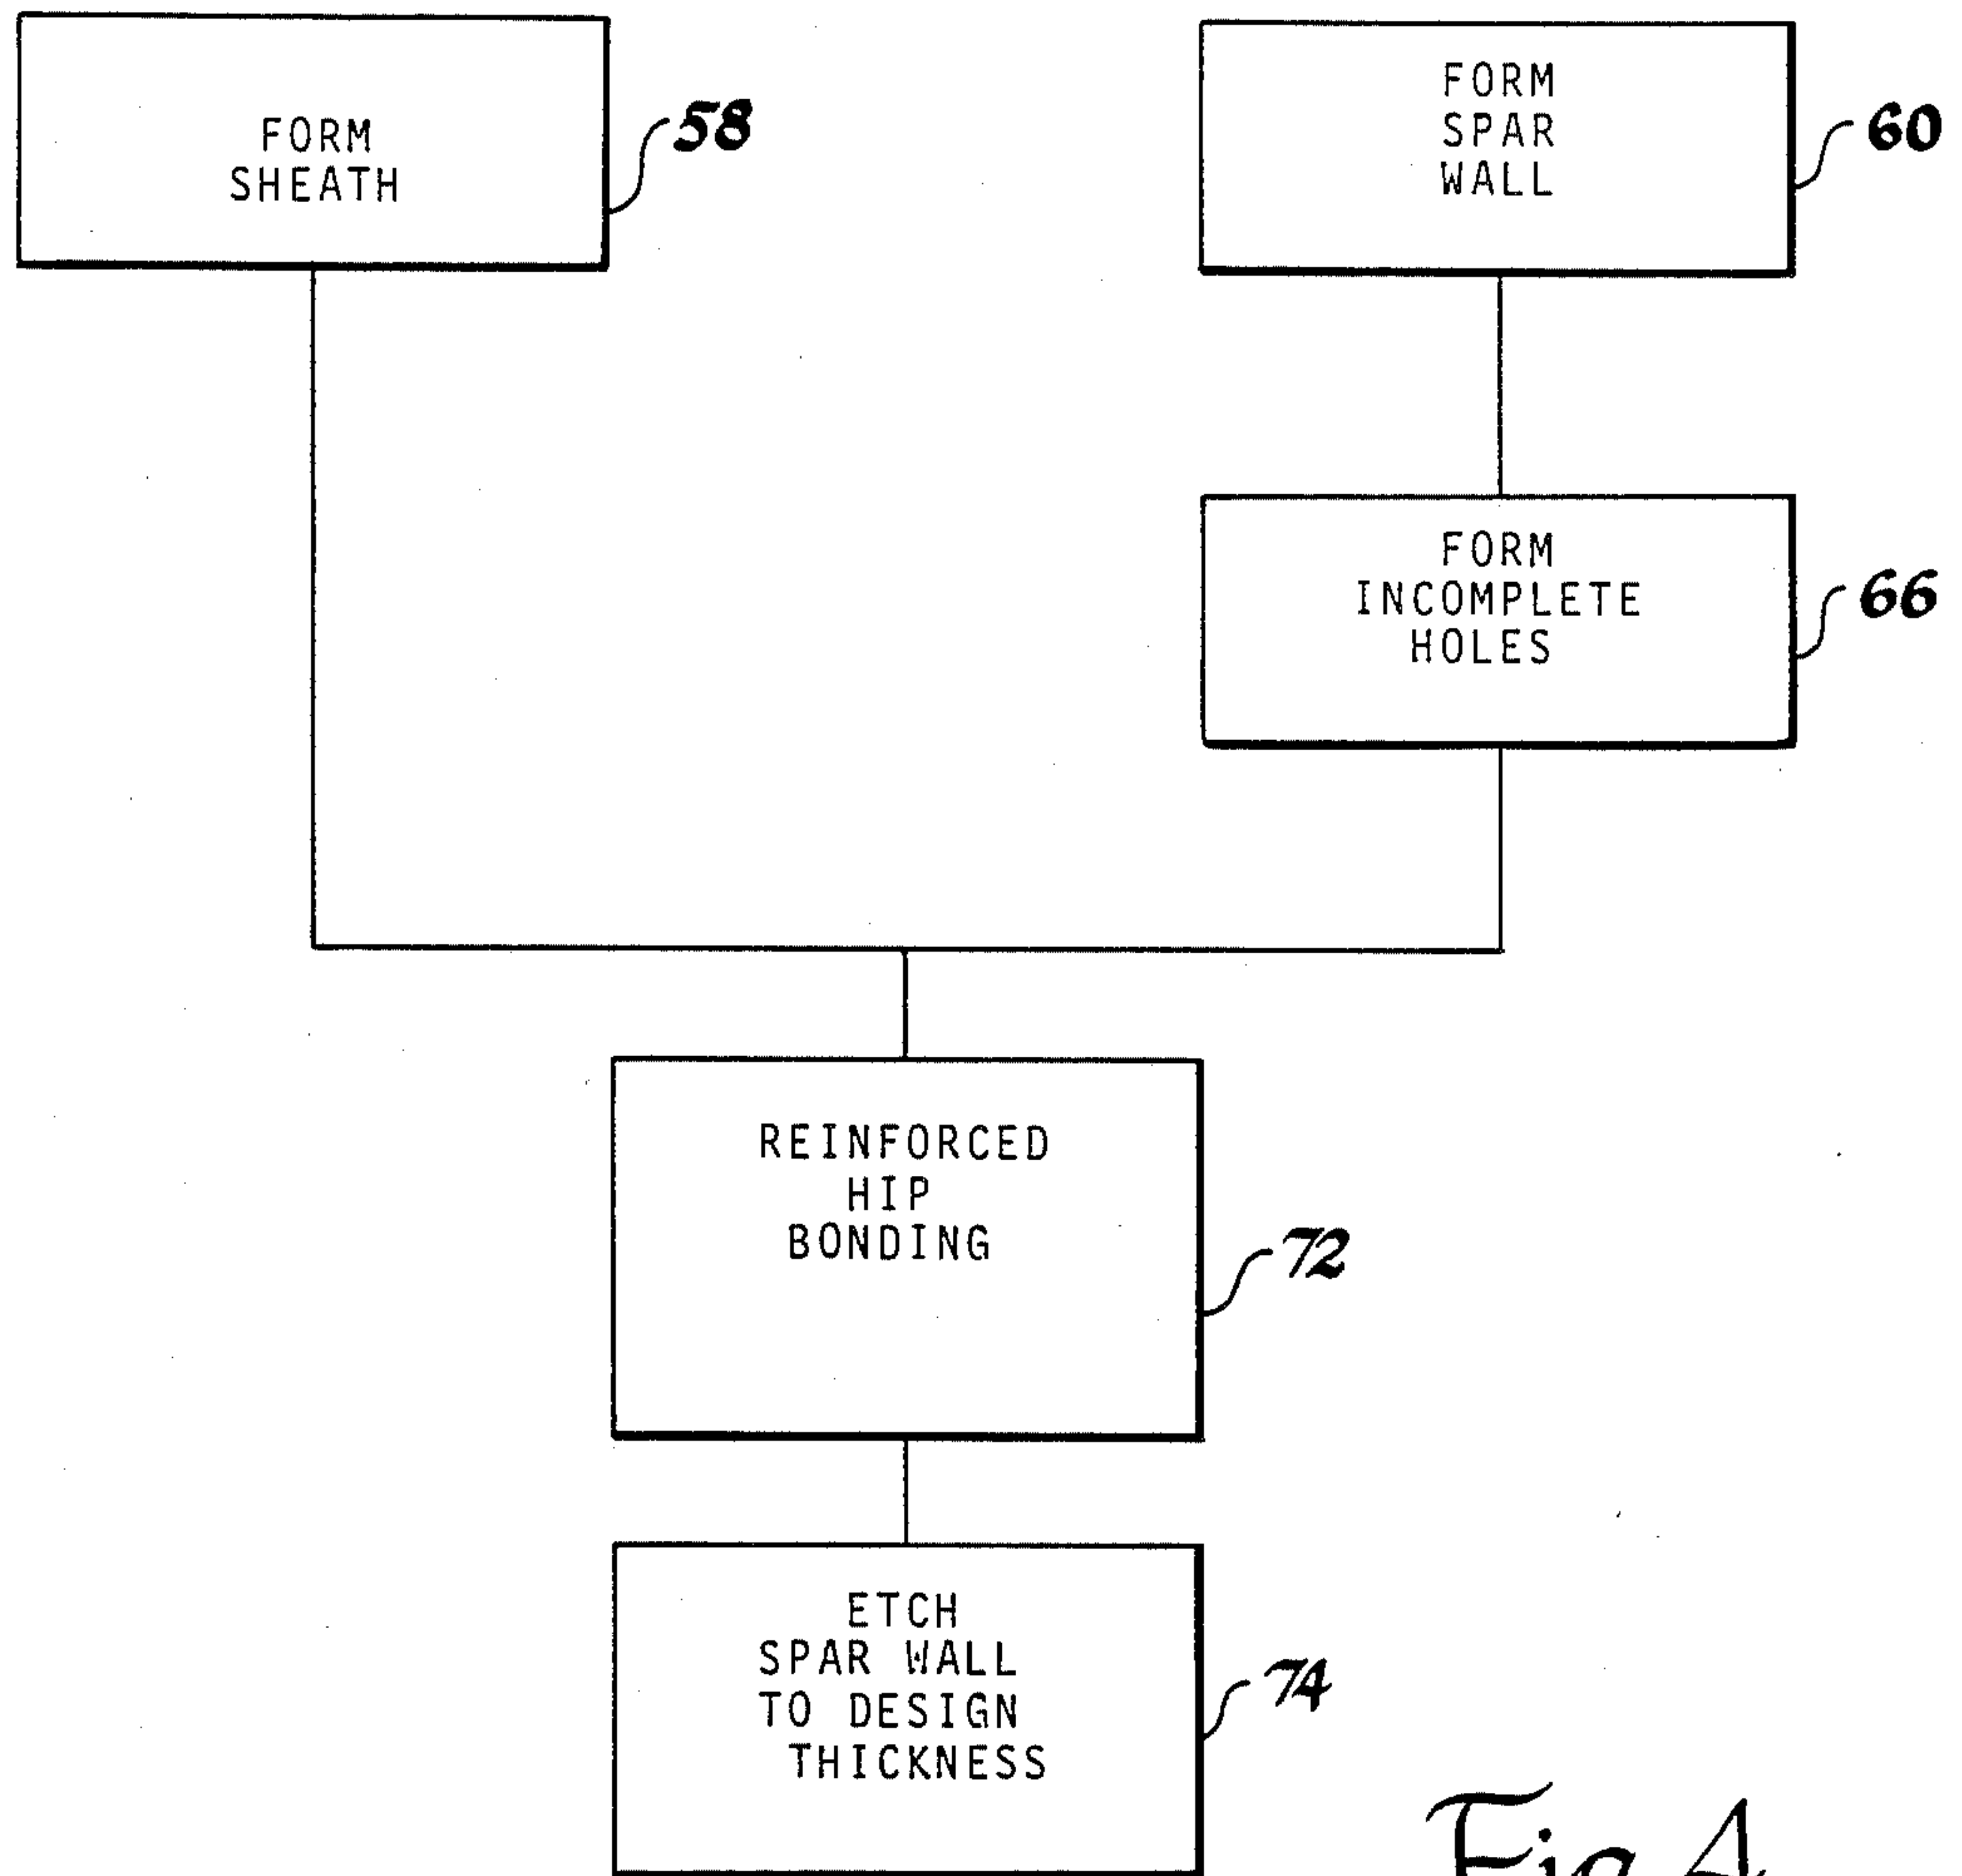 FORM
SHEATH
58
FORM
SPAR
WALL
60
FORM
INCOMPLETE
HOLES
66
REINFORCED
HIP
BONDING
72
ETCH
SPAR WALL
TO DESIGN
THICKNESS
74
Fig 4